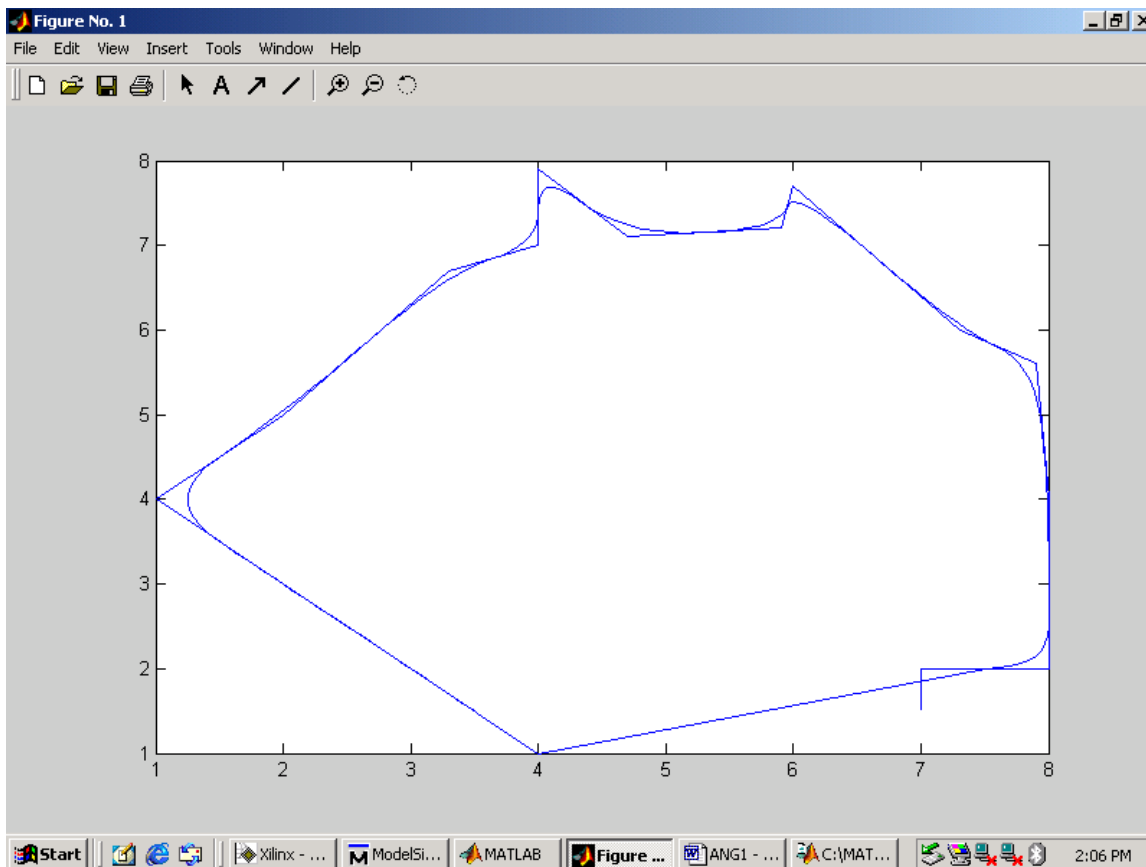 Figure No. 1
File Edit View Insert Tools Window Help
A
8
7
6
5
4
3
2
1
1 2 3 4 5 6 7 8
Start Xilinx - ... ModelSi... MATLAB Figure ... ANG1 - ... C:\MAT... 2:06 PM